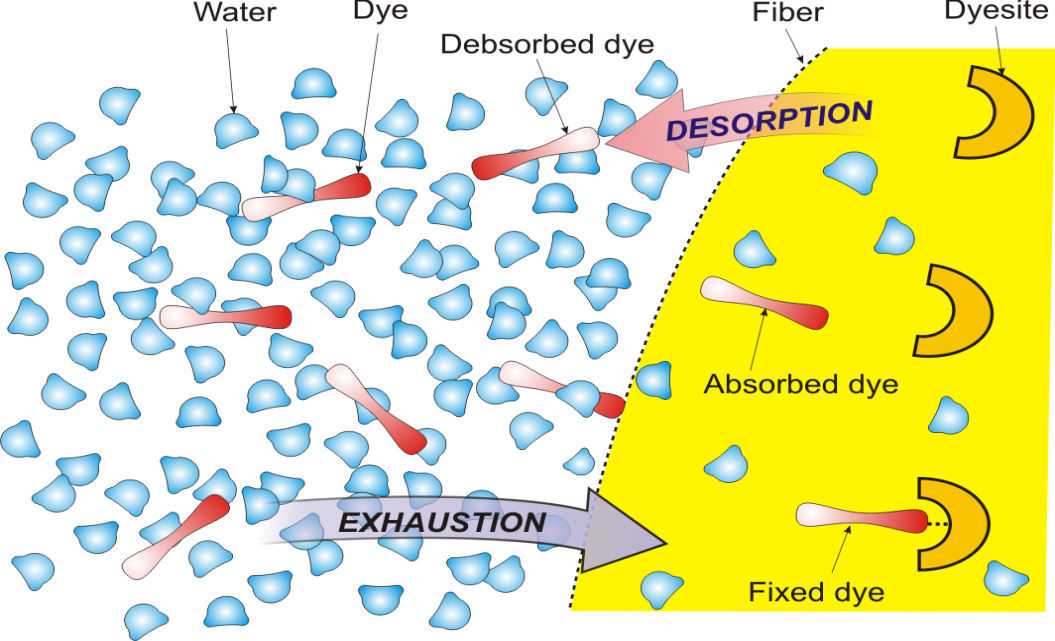 Water
Dye
Fiber
Dyesite
Debsorbed dye
DESORPTION
Absorbed dye
EXHAUSTION
Fixed dye